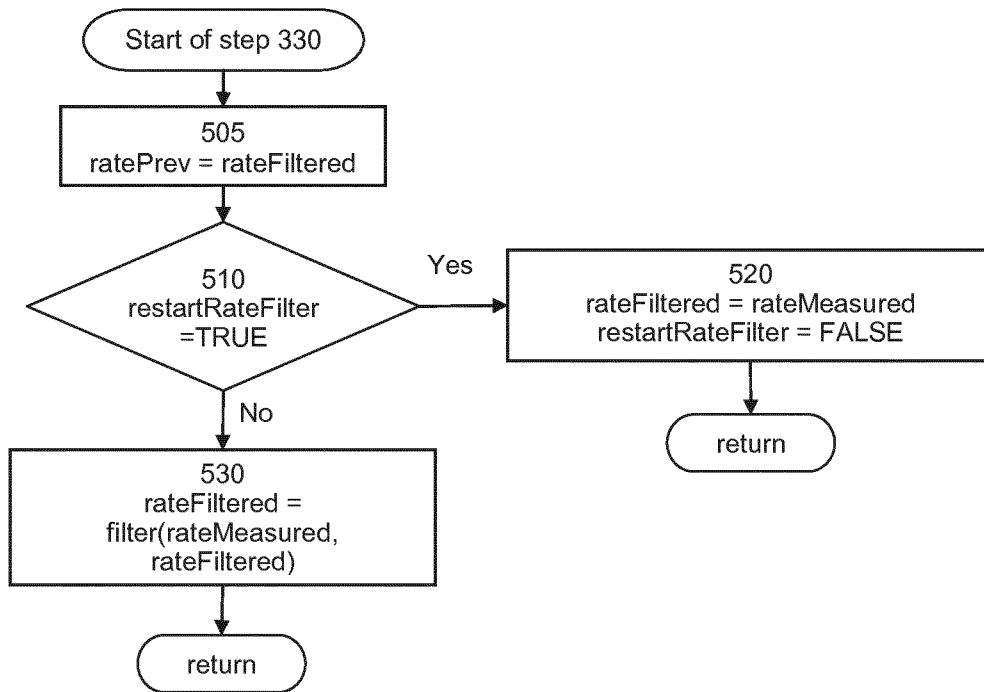 Start of step 330
505
ratePrev = rateFiltered
510
restartRateFilter
=TRUE
Yes
520
rateFiltered = rateMeasured
restartRateFilter = FALSE
return
No
530
rateFiltered =
filter(rateMeasured,
rateFiltered)
return